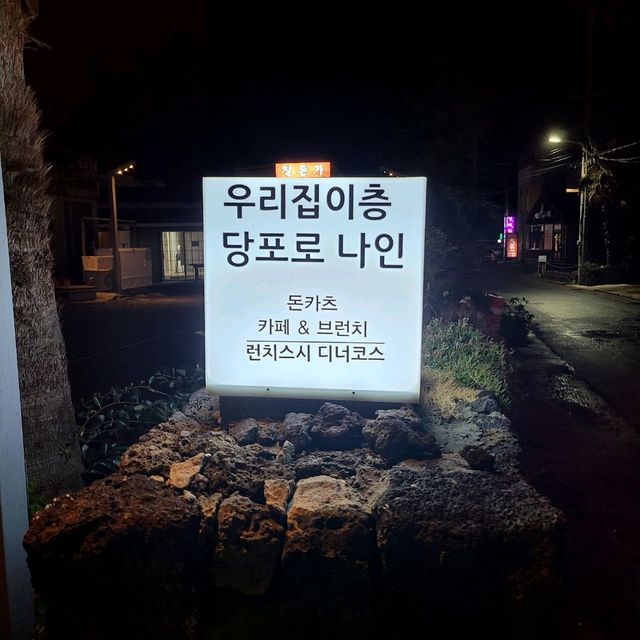 우리집이층
당포로 나인
돈카츠
카페 & 브런치
런치스시 디너코스